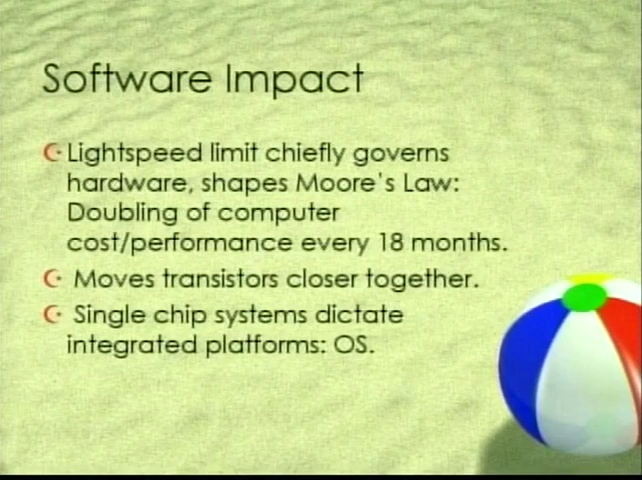 Software Impact
Lightspeed limit chiefly governs
hardware, shapes Moore's Law:
Doubling of computer
cost/performance every 18 months.
Moves transistors closer together.
Single chip systems dictate
integrated platforms: OS.